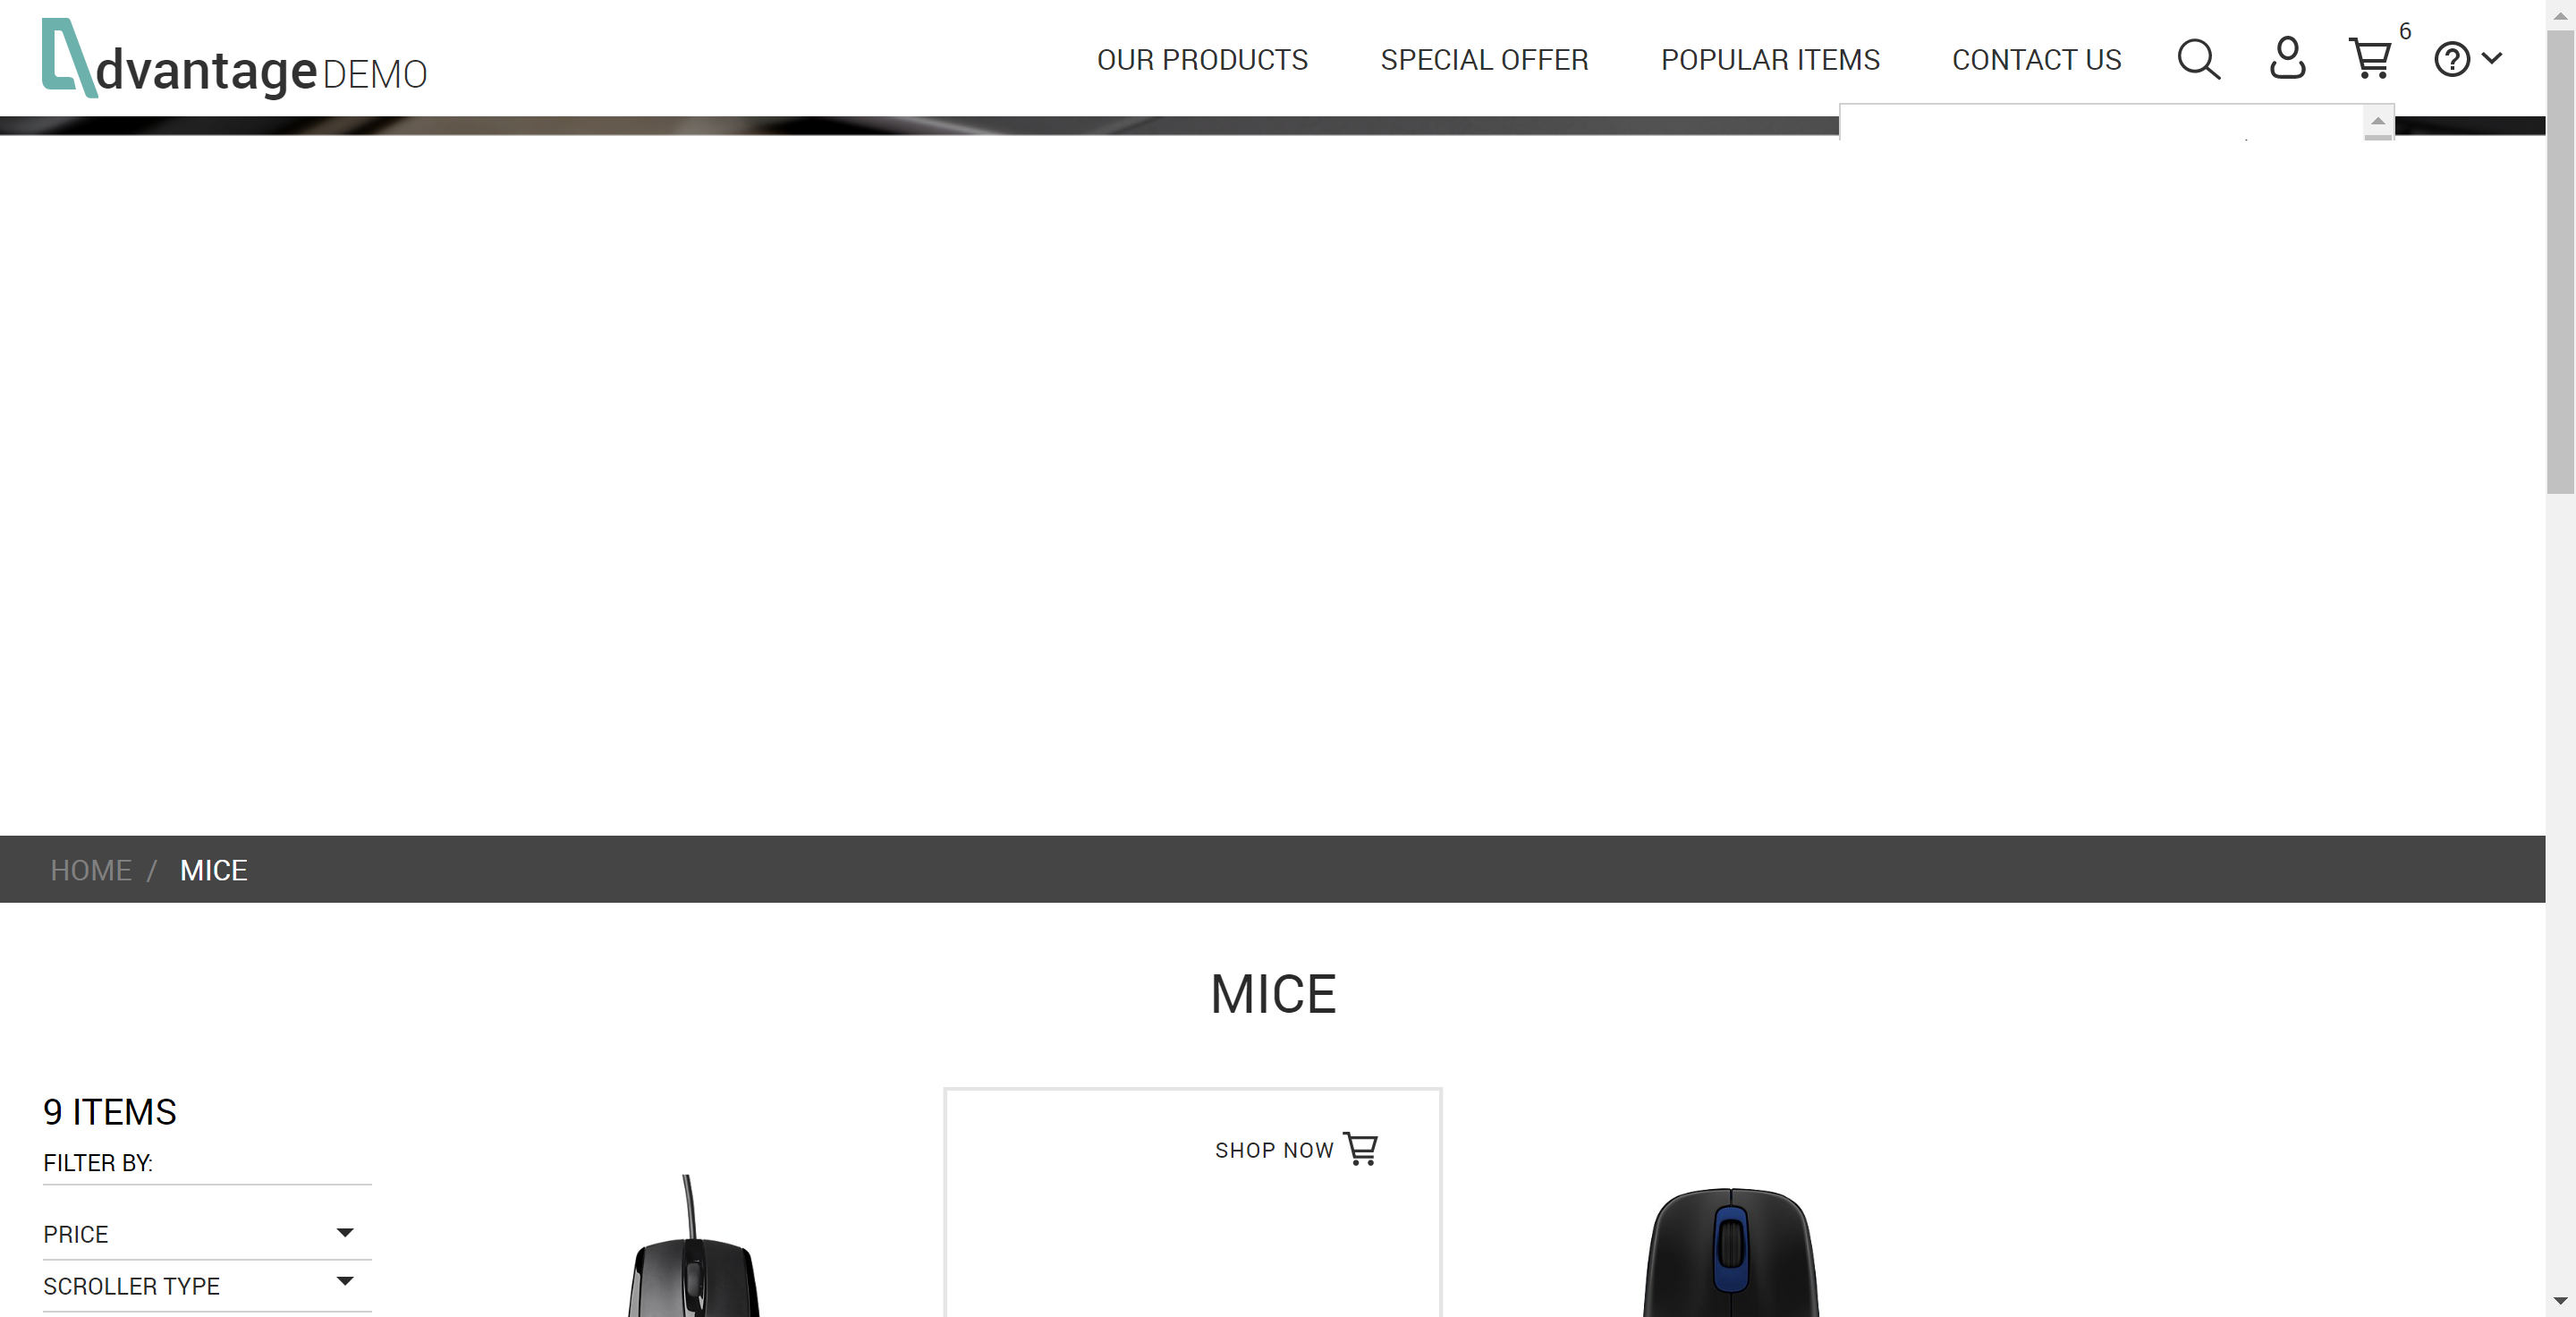 dvantage DEMO
OUR PRODUCTS
SPECIAL OFFER
POPULAR ITEMS
CONTACT US
6
HOME / MICE
MICE
9 ITEMS
FILTER BY:
PRICE
SCROLLER TYPE
SHOP NOW